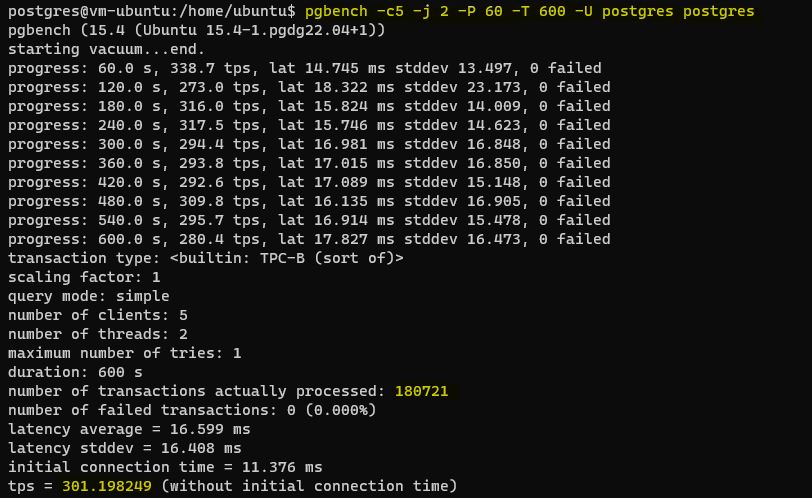 postgres@vm-ubuntu:/home/ubuntu$ pgbench -c5 -j 2 -P 60 -T 600 -U postgres postgres
pgbench (15.4 (Ubuntu 15.4-1.pgdg22.04+1))
starting vacuum...end.
progress: 60.0 s, 338.7 tps, lat 14.745 ms stddev 13.497, 0 failed
progress: 120.0 s, 273.0 tps, lat 18.322 ms stddev 23.173, 0 failed
progress: 180.0 s, 316.0 tps, lat 15.824 ms stddev 14.009, 0 failed
progress: 240.0 s, 317.5 tps, lat 15.746 ms stddev 14.623, 0 failed
progress: 300.0 s, 294.4 tps, lat 16.981 ms stddev 16.848, 0 failed
progress: 360.0 s, 293.8 tps, lat 17.015 ms stddev 16.850, 0 failed
progress: 420.0 s, 292.6 tps, lat 17.089 ms stddev 15.148, 0 failed
progress: 480.0 s, 309.8 tps, lat 16.135 ms stddev 16.905, 0 failed
progress: 540.0 s, 295.7 tps, lat 16.914 ms stddev 15.478, 0 failed
progress: 600.0 s, 280.4 tps, lat 17.827 ms stddev 16.473, 0 failed
transaction type: <builtin: TPC-B (sort of)>
scaling factor: 1
query mode: simple
number of clients: 5
number of threads: 2
maximum number of tries: 1
duration: 600 s
number of transactions actually processed: 180721
number of failed transactions: 0 (0.000%)
latency average = 16.599 ms
latency stddev = 16.408 ms
initial connection time = 11.376 ms
tps = 301.198249 (without initial connection time)